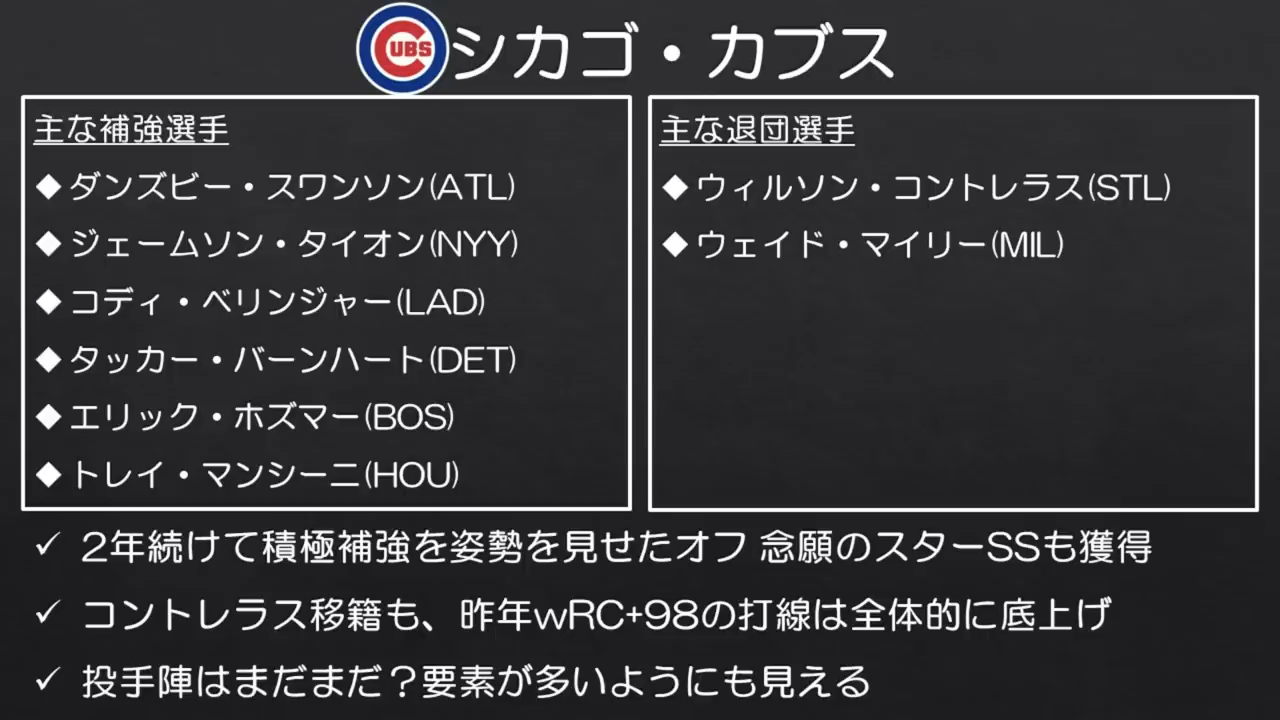 CUBS シカゴ・カブス
主な補強選手
◆ダンズビー・スワンソン(ATL)
◆ジェームソン・タイオン(NYY)
◆コディ・ベリンジャー(LAD)
◆タッカー・バーンハート(DET)
◆エリック・ホズマー(BOS)
◆トレイ・マンシーニ(HOU)
主な退団選手
◆ウィルソン・コントレラス(STL)
◆ウェイド・マイリー(MIL)
✓ 2年続けて積極補強を姿勢を見せたオフ 念願のスターSSも獲得
✓ コントレラス移籍も、昨年wRC+98の打線は全体的に底上げ
✓ 投手陣はまだまだ？要素が多いようにも見える